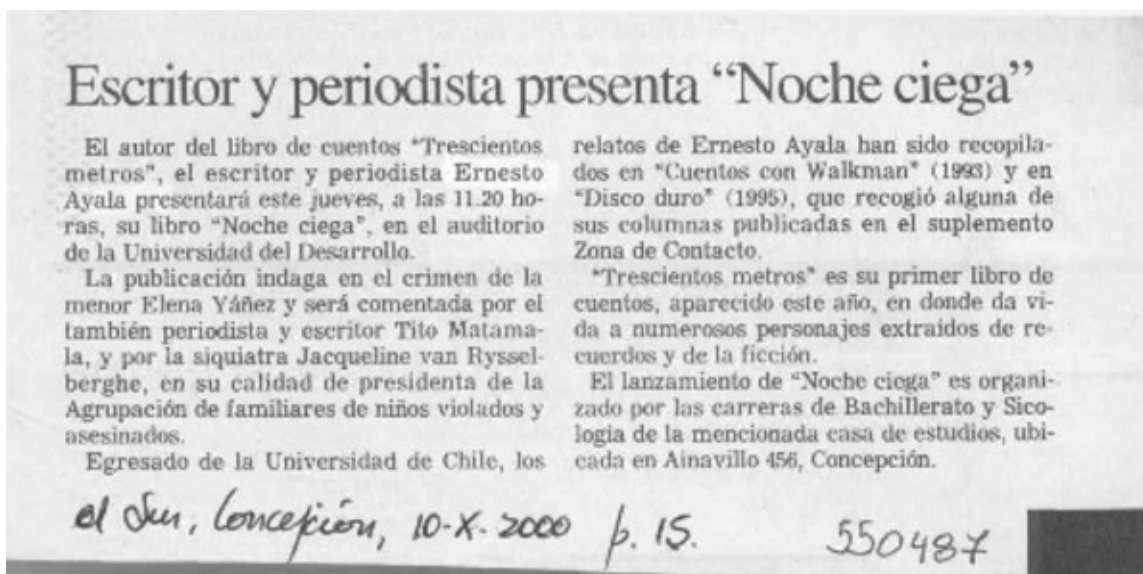 Escritor y periodista presenta “Noche ciega”
El autor del libro de cuentos "Trescientos
metros", el escritor y periodista Ernesto
Ayala presentará este jueves, a las 11.20 ho-
ras, su libro "Noche ciega", en el auditorio
de la Universidad del Desarrollo.
La publicación indaga en el crimen de la
menor Elena Yáñez y será comentada por el
también periodista y escritor Tito Matama-
la, y por la siquiatra Jacqueline van Ryssel-
berghe, en su calidad de presidenta de la
Agrupación de familiares de niños violados y
asesinados.
Egresado de la Universidad de Chile, los
relatos de Ernesto Ayala han sido recopila-
dos en "Cuentos con Walkman" (1993) y en
"Disco duro" (1995), que recogió alguna de
sus columnas publicadas en el suplemento
Zona de Contacto.
"Trescientos metros" es su primer libro de
cuentos, aparecido este año, en donde da vi-
da a numerosos personajes extraidos de re-
cuerdos y de la ficción.
El lanzamiento de "Noche ciega" es organi-
zado por las carreras de Bachillerato y Sico-
logia de la mencionada casa de estudios, ubi-
cada en Ainavillo 456, Concepción.
el Sur, Concepción, 10-X-2000 p. 15.
550487